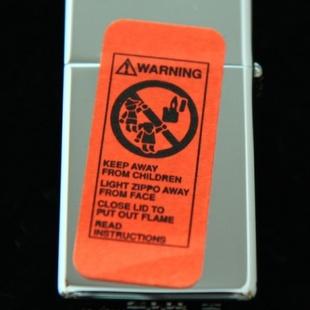 WARNING
KEEP AWAY
FROM CHILDREN
LIGHT ZIPPO AWAY
FROM FACE
CLOSE LID TO
PUT OUT FLAME
READ
INSTRUCTIONS